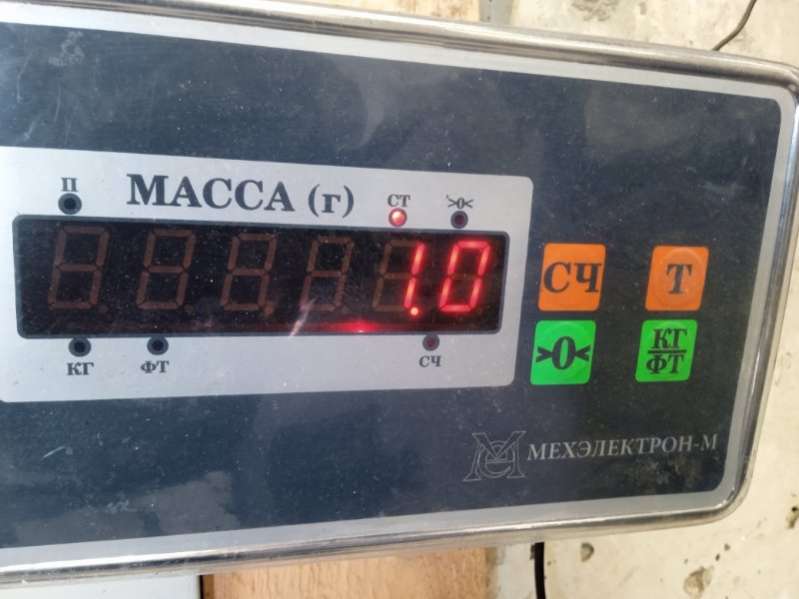 П МАССА (г) СТ >0<
1.0
КГ ФТ СЧ
СЧ Т
>0< КГ/ФТ
МЕХЭЛЕКТРОН-М